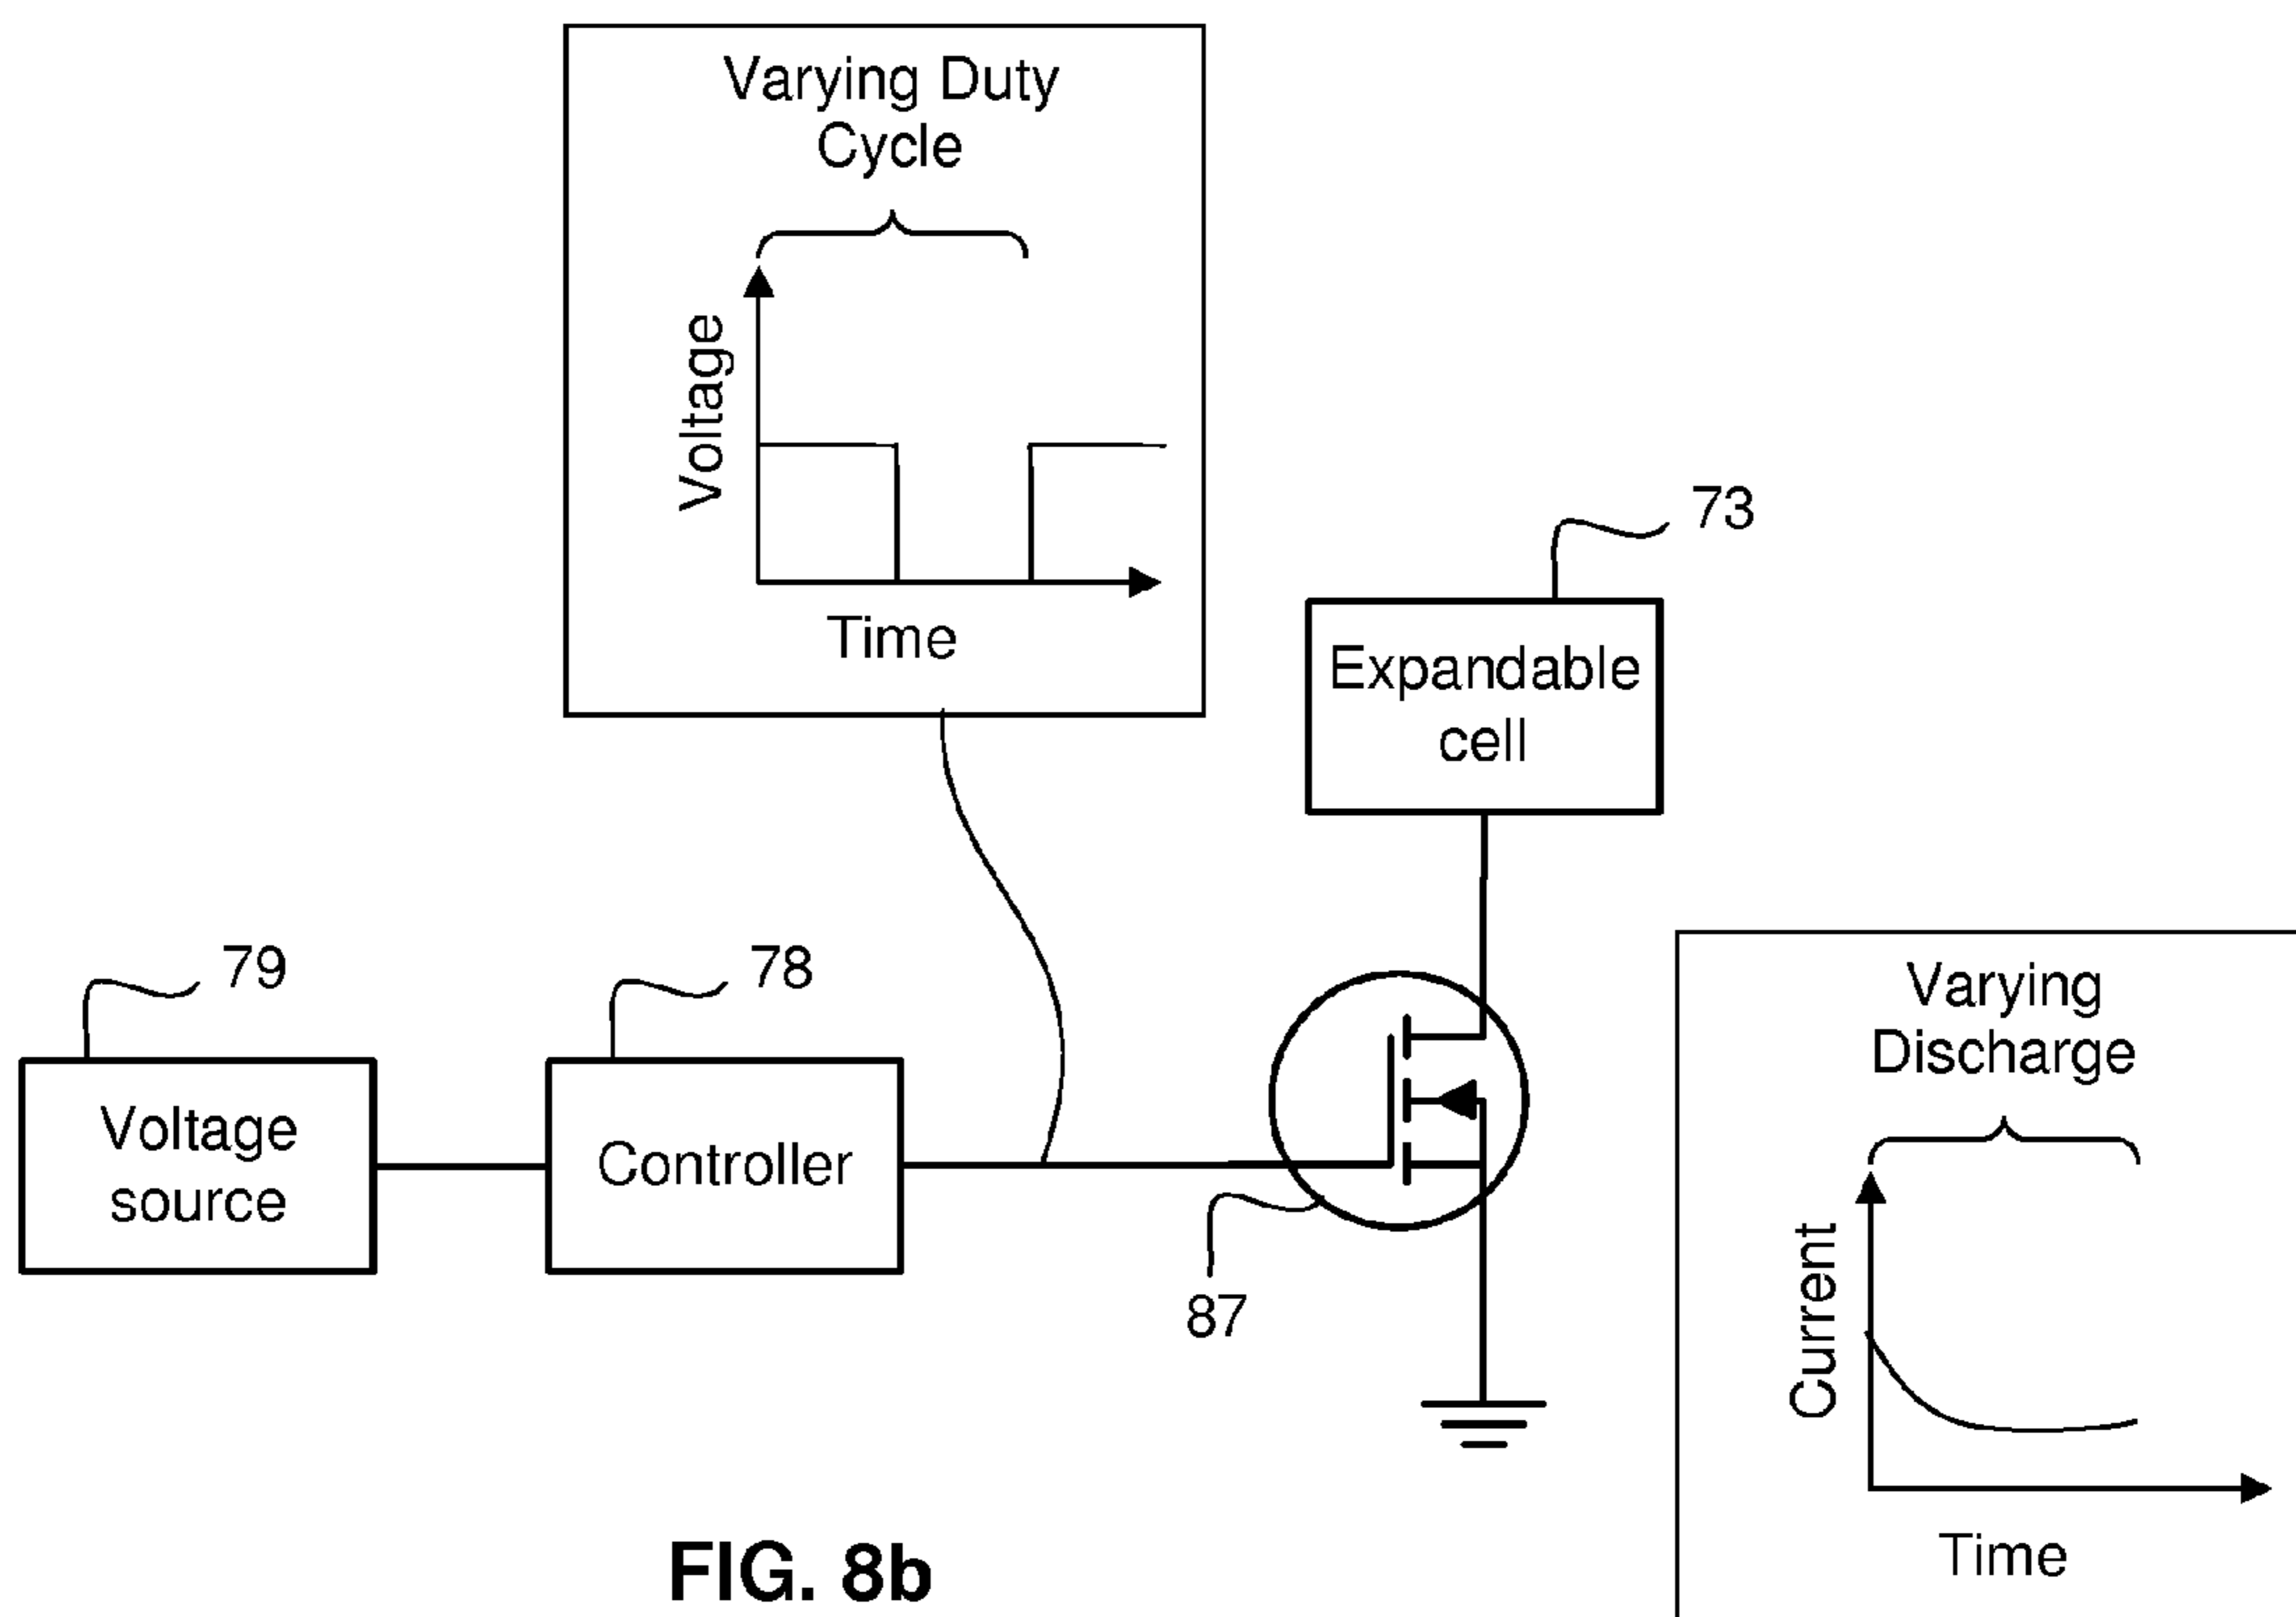 Varying Duty
Cycle
Voltage
Time
73
Expandable
cell
79
78
Voltage
source
Controller
87
Varying
Discharge
Current
Time
FIG. 8b